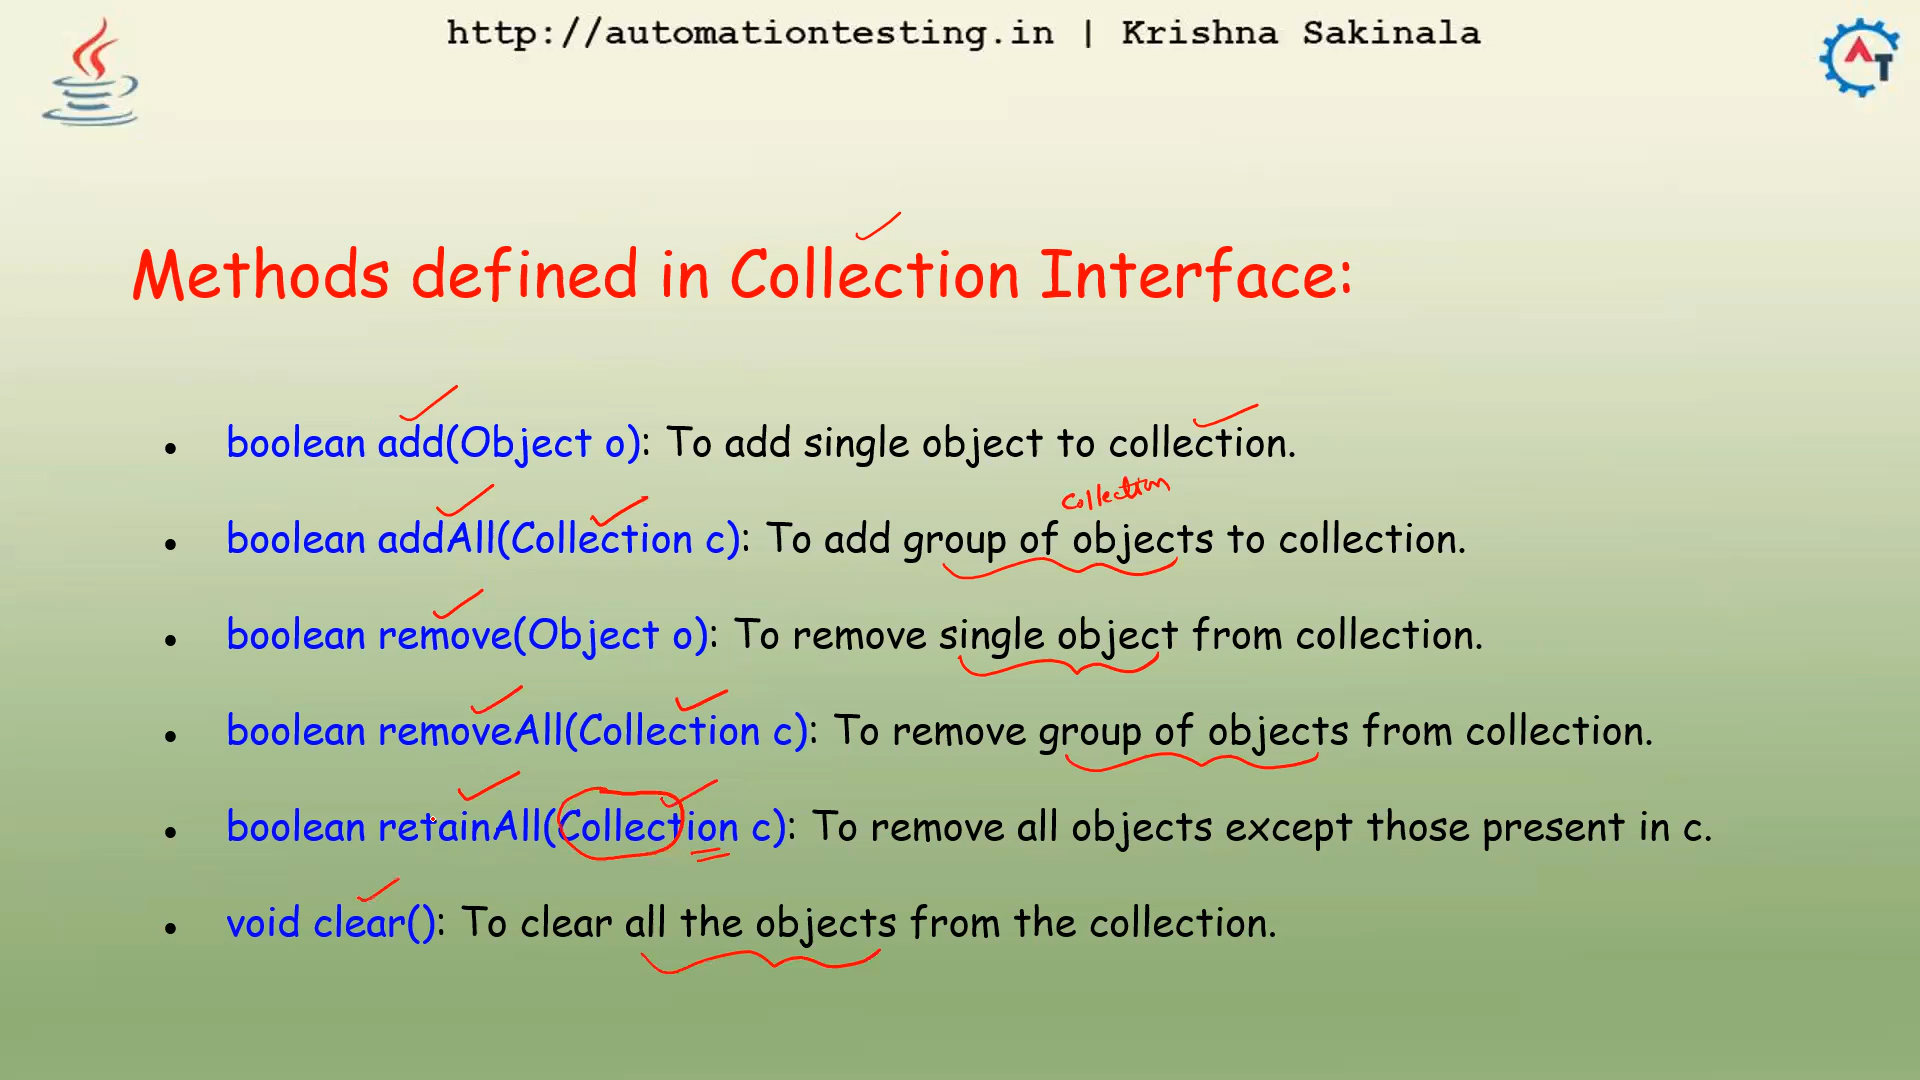 http://automationtesting.in | Krishna Sakinala
AT
Methods defined in Collection Interface:
• boolean add(Object o): To add single object to collection.
collection
• boolean addAll(Collection c): To add group of objects to collection.
• boolean remove(Object o): To remove single object from collection.
• boolean removeAll(Collection c): To remove group of objects from collection.
• boolean retainAll(Collection c): To remove all objects except those present in c.
• void clear(): To clear all the objects from the collection.